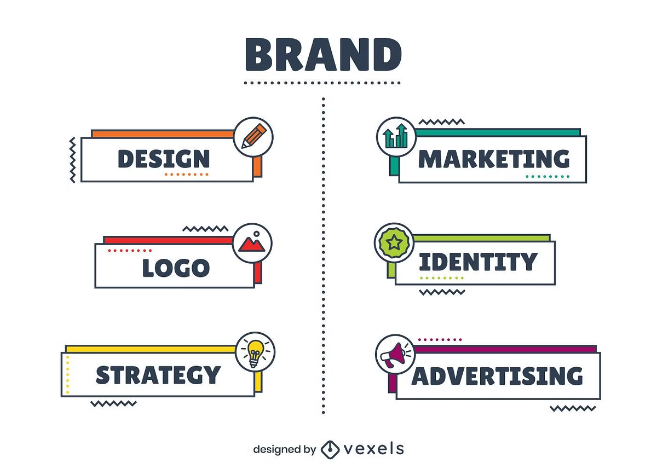 BRAND
DESIGN
MARKETING
LOGO
IDENTITY
STRATEGY
ADVERTISING
designed by vexels